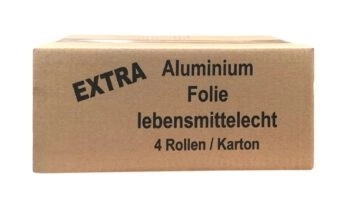 EXTRA
Aluminium
Folie
lebensmittelecht
4 Rollen / Karton